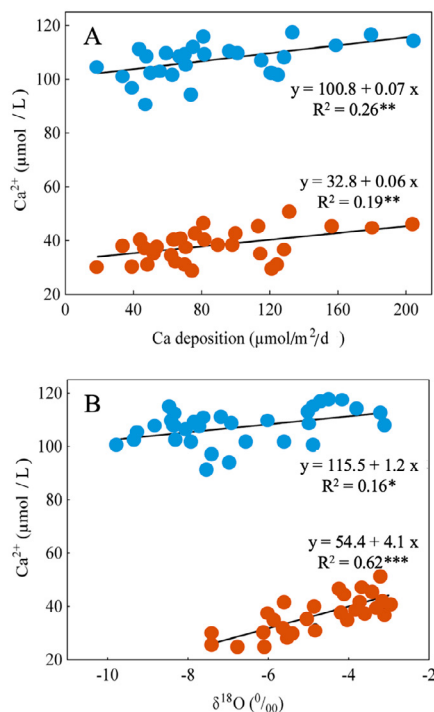 A
120
100
80
60
40
20
Ca²⁺ (μmol / L)
y = 100.8 + 0.07 x
R² = 0.26**
y = 32.8 + 0.06 x
R² = 0.19**
0 40 80 120 160 200
Ca deposition (μmol/m²/d)
B
120
100
80
60
40
20
Ca²⁺ (μmol / L)
y = 115.5 + 1.2 x
R² = 0.16*
y = 54.4 + 4.1 x
R² = 0.62***
-10 -8 -6 -4 -2
δ¹⁸O (⁰/₀₀)